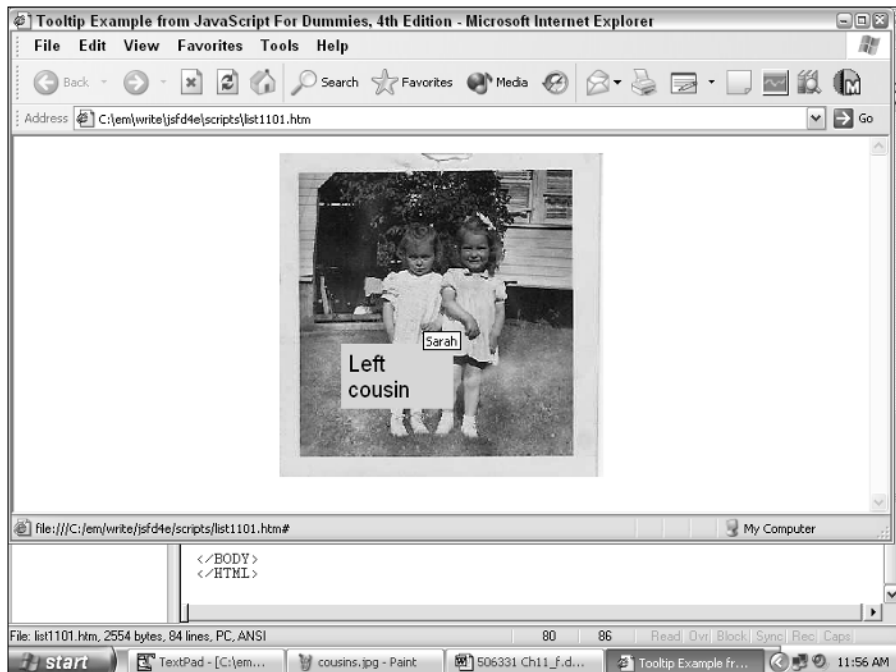 Tooltip Example from JavaScript For Dummies, 4th Edition - Microsoft Internet Explorer
File Edit View Favorites Tools Help
Back Search Favorites Media
Address C:\em\write\jsfd4e\scripts\list1101.htm Go
Sarah
Left
cousin
file:///C:/em/write/jsfd4e/scripts/list1101.htm# My Computer
</BODY>
</HTML>
File: list1101.htm, 2554 bytes, 84 lines, PC, ANSI 80 86 Read Ovr Block Sync Rec Caps
start TextPad - [C:\em... cousins.jpg - Paint 506331 Ch11_f.d... Tooltip Example fr... 11:56 AM